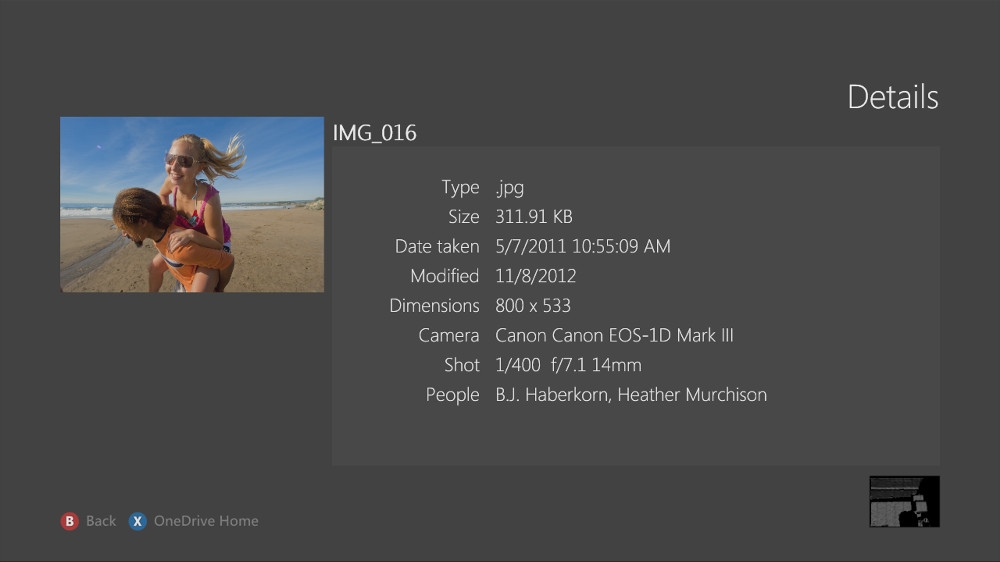 Details
IMG_016
Type .jpg
Size 311.91 KB
Date taken 5/7/2011 10:55:09 AM
Modified 11/8/2012
Dimensions 800 x 533
Camera Canon Canon EOS-1D Mark III
Shot 1/400 f/7.1 14mm
People B.J. Haberkorn, Heather Murchison
B Back X OneDrive Home